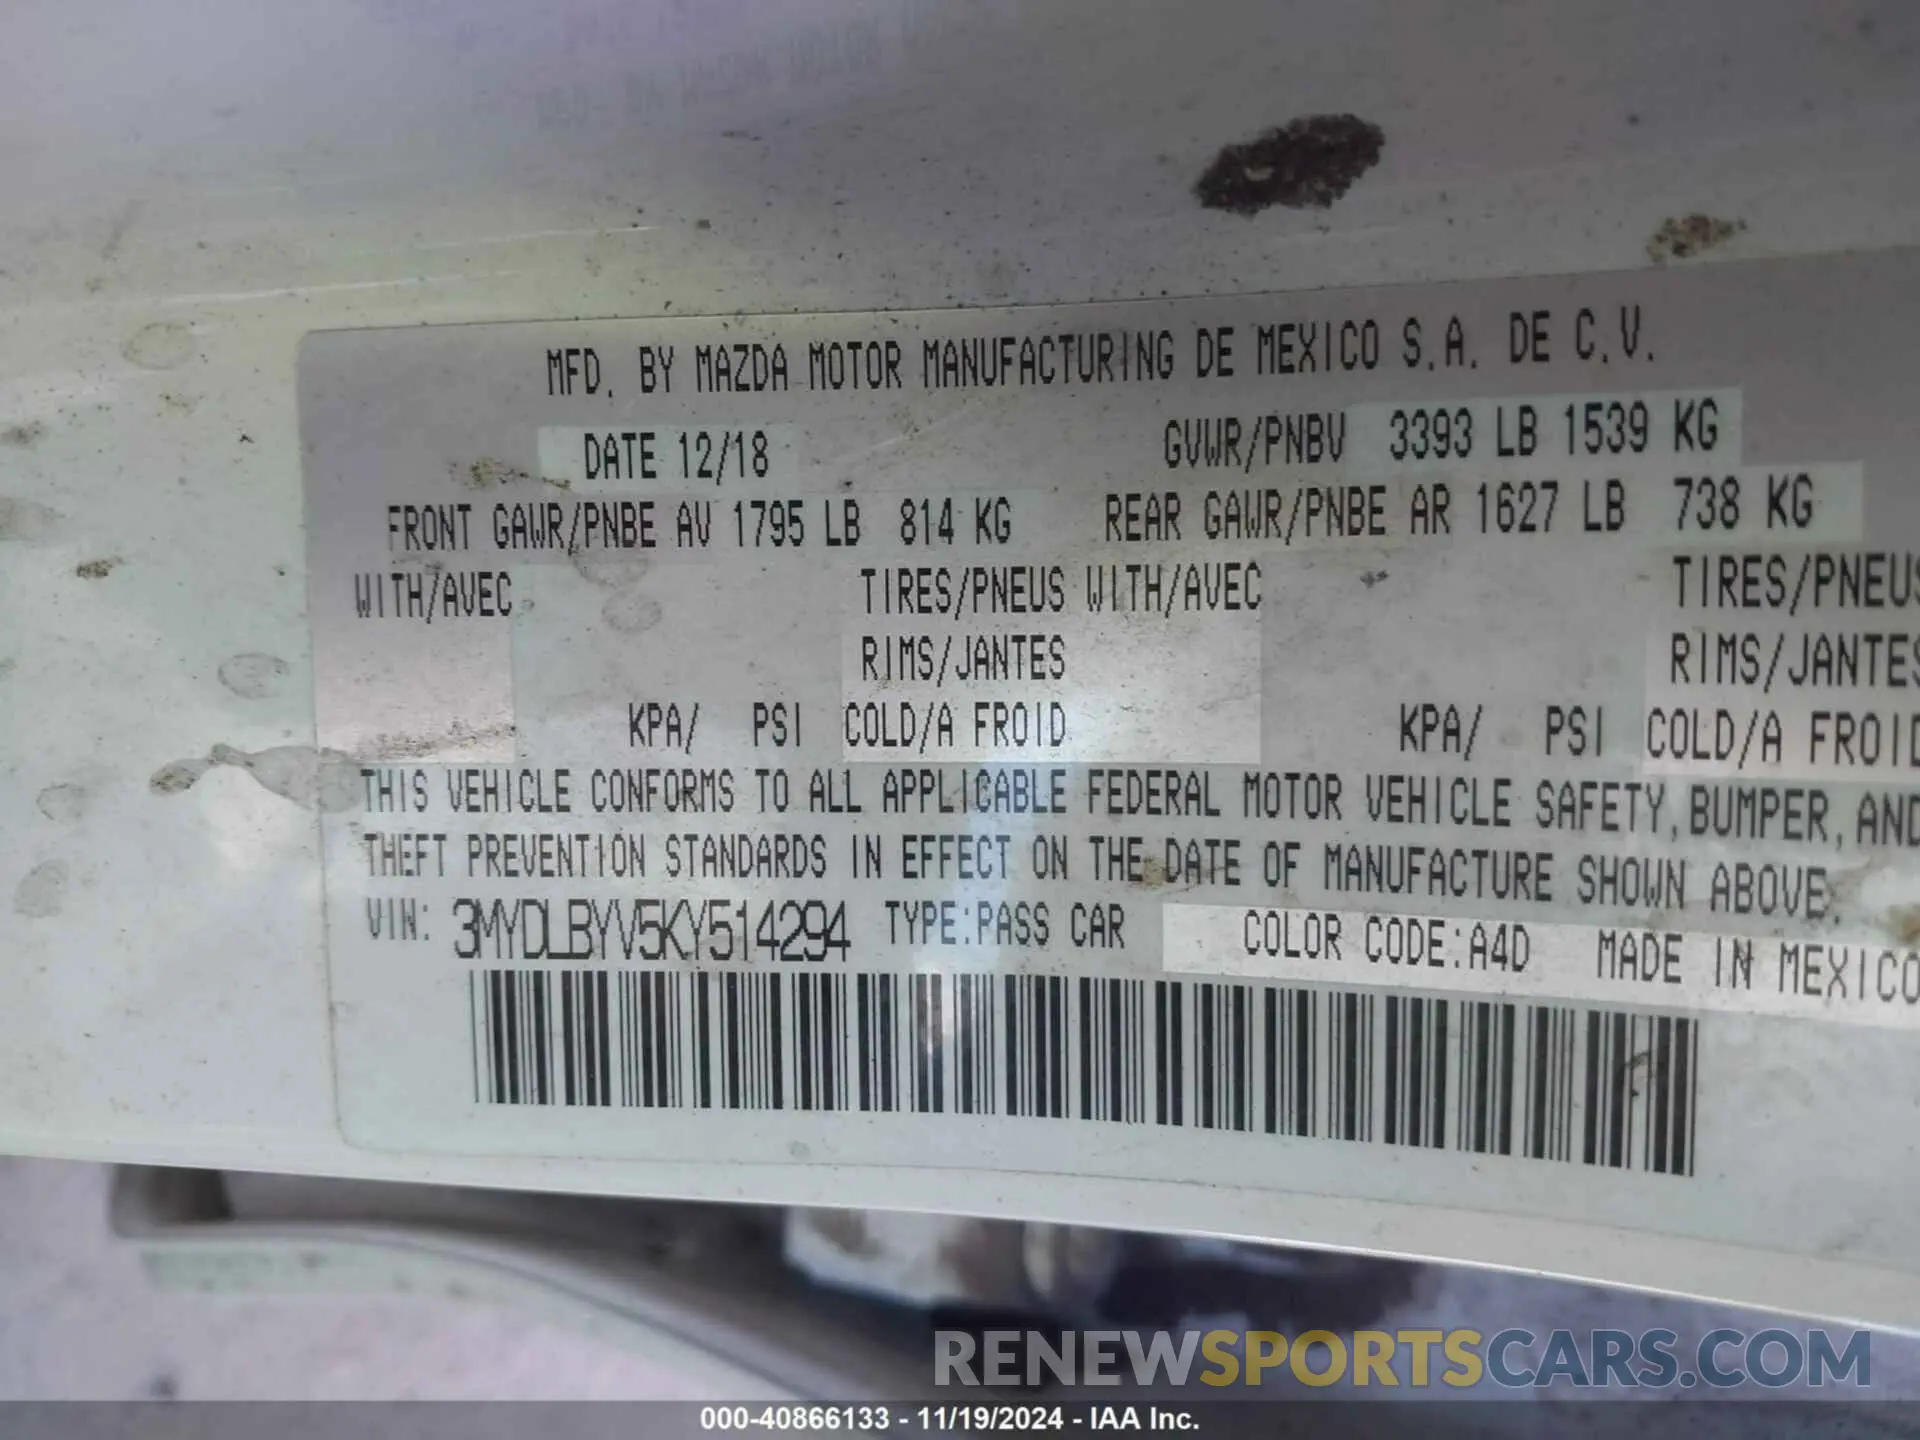 MFD. BY MAZDA MOTOR MANUFACTURING DE MEXICO S.A. DE C.V.
DATE 12/18 GVWR/PNBV 3393 LB 1539 KG
FRONT GAWR/PNBE AV 1795 LB 814 KG REAR GAWR/PNBE AR 1627 LB 738 KG
WITH/AVEC TIRES/PNEUS WITH/AVEC TIRES/PNEUS
RIMS/JANTES RIMS/JANTES
KPA/ PSI COLD/A FROID KPA/ PSI COLD/A FROID
THIS VEHICLE CONFORMS TO ALL APPLICABLE FEDERAL MOTOR VEHICLE SAFETY, BUMPER, AND
THEFT PREVENTION STANDARDS IN EFFECT ON THE DATE OF MANUFACTURE SHOWN ABOVE.
VIN: 3MYDLBYV5KY514294 TYPE:PASS CAR COLOR CODE:A4D MADE IN MEXICO
RENEWSPORTSCARS.COM
000-40866133 - 11/19/2024 - IAA Inc.